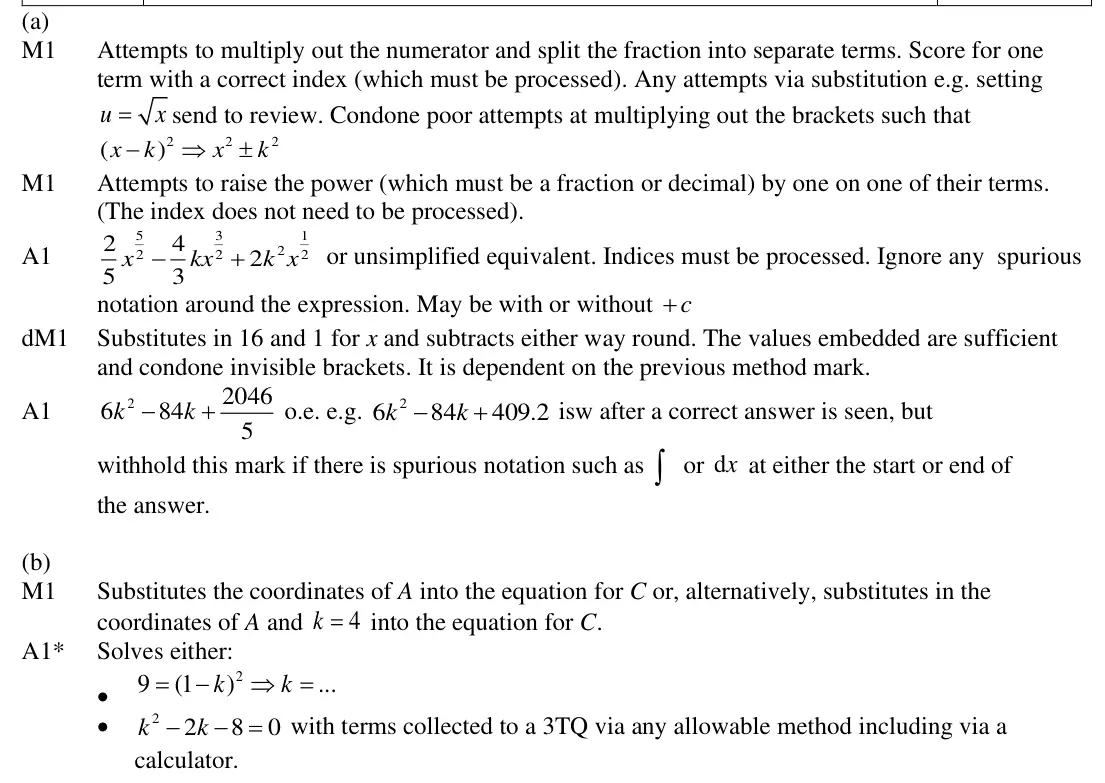 (a)
M1 Attempts to multiply out the numerator and split the fraction into separate terms. Score for one
term with a correct index (which must be processed). Any attempts via substitution e.g. setting
u = √x send to review. Condone poor attempts at multiplying out the brackets such that
(x − k)² ⇒ x² ± k²
M1 Attempts to raise the power (which must be a fraction or decimal) by one on one of their terms.
(The index does not need to be processed).
A1 2/5 x^(5/2) − 4/3 kx^(3/2) + 2k²x^(1/2) or unsimplified equivalent. Indices must be processed. Ignore any spurious
notation around the expression. May be with or without +c
dM1 Substitutes in 16 and 1 for x and subtracts either way round. The values embedded are sufficient
and condone invisible brackets. It is dependent on the previous method mark.
A1 6k² − 84k + 2046/5 o.e. e.g. 6k² − 84k + 409.2 isw after a correct answer is seen, but
withhold this mark if there is spurious notation such as ∫ or dx at either the start or end of
the answer.
(b)
M1 Substitutes the coordinates of A into the equation for C or, alternatively, substitutes in the
coordinates of A and k = 4 into the equation for C.
A1* Solves either:
• 9 = (1 − k)² ⇒ k = ...
• k² − 2k − 8 = 0 with terms collected to a 3TQ via any allowable method including via a
calculator.